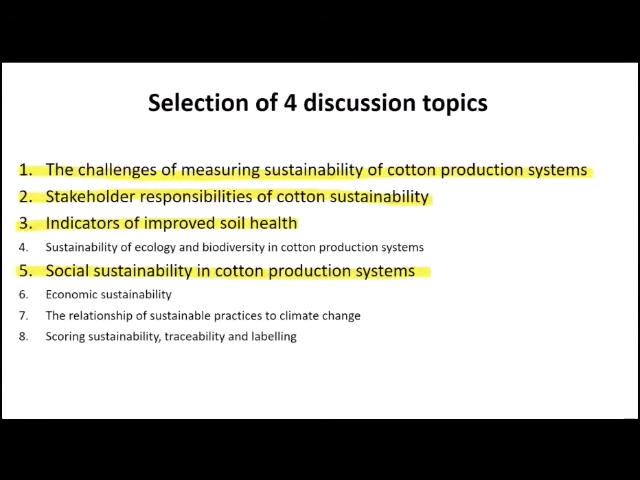 Selection of 4 discussion topics
1. The challenges of measuring sustainability of cotton production systems
2. Stakeholder responsibilities of cotton sustainability
3. Indicators of improved soil health
4. Sustainability of ecology and biodiversity in cotton production systems
5. Social sustainability in cotton production systems
6. Economic sustainability
7. The relationship of sustainable practices to climate change
8. Scoring sustainability, traceability and labelling